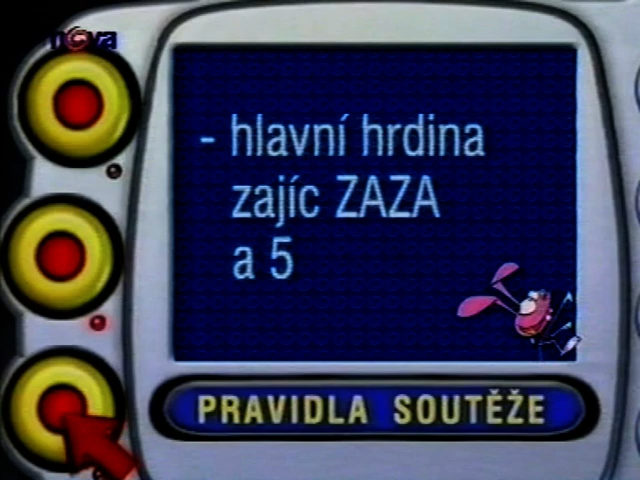 nova
- hlavní hrdina
zajíc ZAZA
a 5
PRAVIDLA SOUTĚŽE